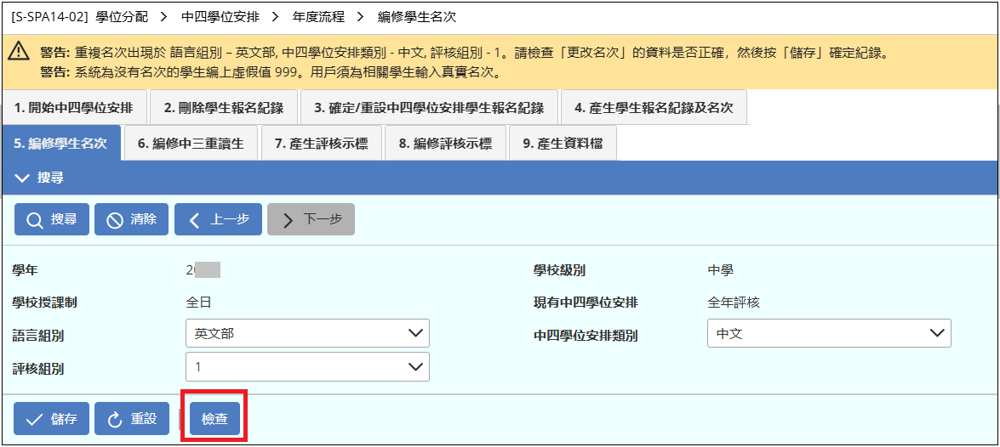 [S-SPA14-02] 學位分配 > 中四學位安排 > 年度流程 > 編修學生名次
警告: 重複名次出現於 語言組別 – 英文部, 中四學位安排類別 - 中文, 評核組別 - 1。請檢查「更改名次」的資料是否正確，然後按「儲存」確定紀錄。
警告: 系統為沒有名次的學生編上虛假值 999。用戶須為相關學生輸入真實名次。
1. 開始中四學位安排 2. 刪除學生報名紀錄 3. 確定/重設中四學位安排學生報名紀錄 4. 產生學生報名紀錄及名次
5. 編修學生名次 6. 編修中三重讀生 7. 產生評核示標 8. 編修評核示標 9. 產生資料檔
搜尋
搜尋 清除 上一步 下一步
學年 2 學校級別 中學
學校授課制 全日 現有中四學位安排 全年評核
語言組別 英文部 中四學位安排類別 中文
評核組別 1
儲存 重設 檢查